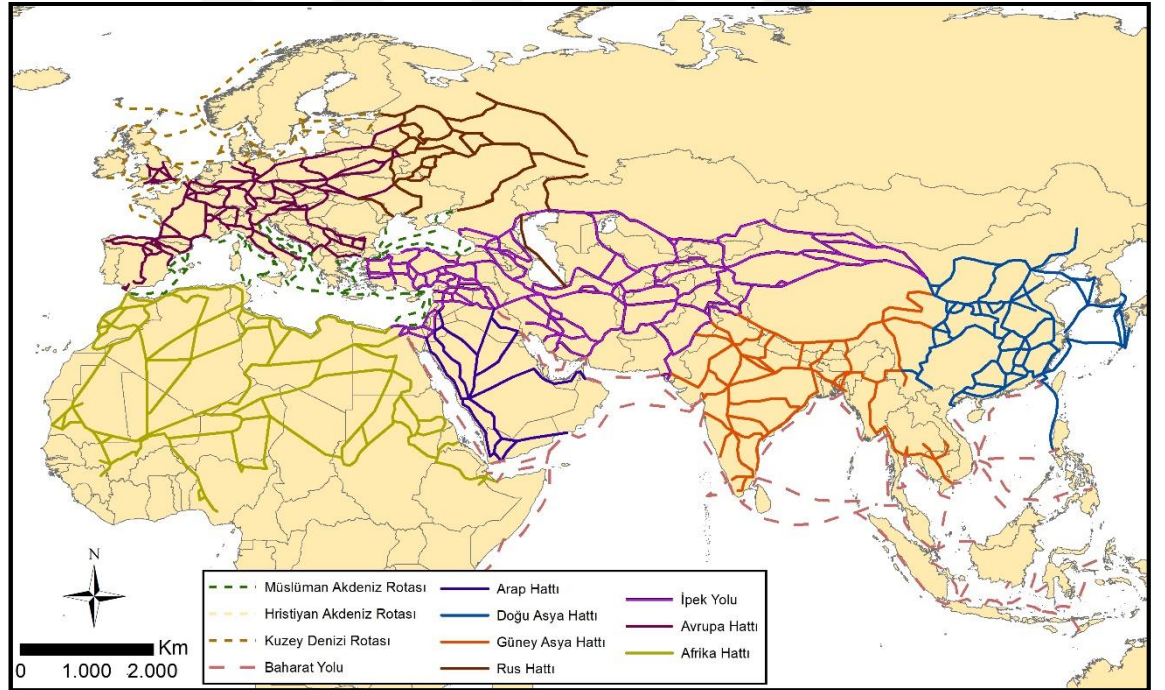 N
Km
0 1.000 2.000
Müslüman Akdeniz Rotası
Hristiyan Akdeniz Rotası
Kuzey Denizi Rotası
Baharat Yolu
Arap Hattı
Doğu Asya Hattı
Güney Asya Hattı
Rus Hattı
İpek Yolu
Avrupa Hattı
Afrika Hattı